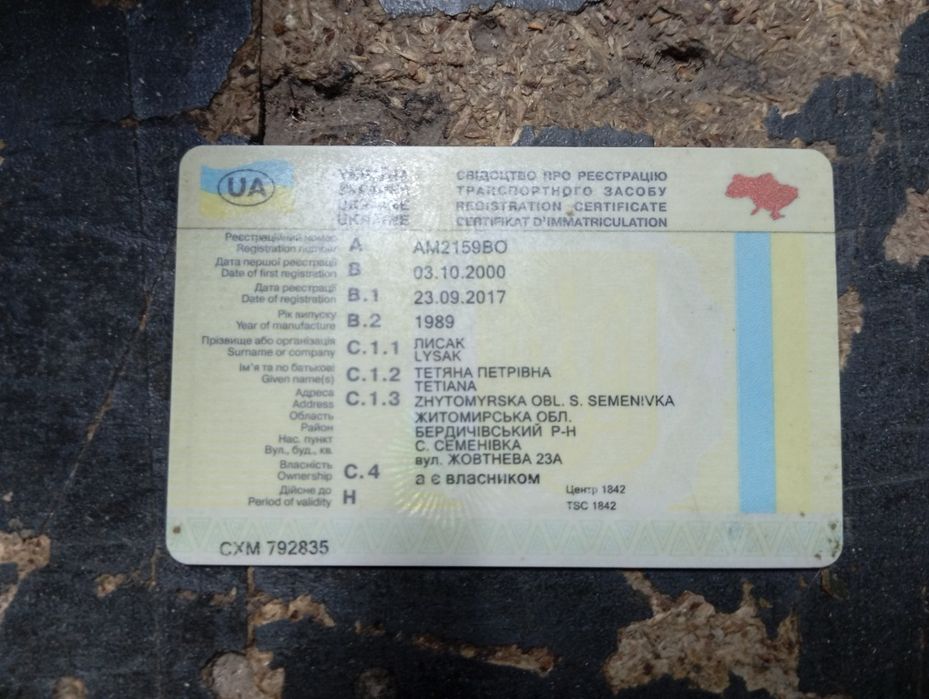 UA
УКРАЇНА
UKRAINE
UKRAINE
СВІДОЦТВО ПРО РЕЄСТРАЦІЮ
ТРАНСПОРТНОГО ЗАСОБУ
REGISTRATION CERTIFICATE
CERTIFIKAT D'IMMATRICULATION
Реєстраційний номер
Registration number A AM2159BO
Дата першої реєстрації
Date of first registration B 03.10.2000
Дата реєстрації
Date of registration B.1 23.09.2017
Рік випуску
Year of manufacture B.2 1989
Прізвище або організація
Surname or company C.1.1 ЛИСАК
LYSAK
Ім'я та по батькові
Given name(s) C.1.2 ТЕТЯНА ПЕТРІВНА
TETIANA
Адреса
Address C.1.3 ZHYTOMYRSKA OBL. S. SEMENIVKA
Область ЖИТОМИРСЬКА ОБЛ.
Район БЕРДИЧІВСЬКИЙ Р-Н
Нас. пункт С. СЕМЕНІВКА
Вул., буд., кв. вул. ЖОВТНЕВА 23А
Власність
Ownership C.4 а є власником
Дійсне до
Period of validity H
Центр 1842
TSC 1842
СХМ 792835